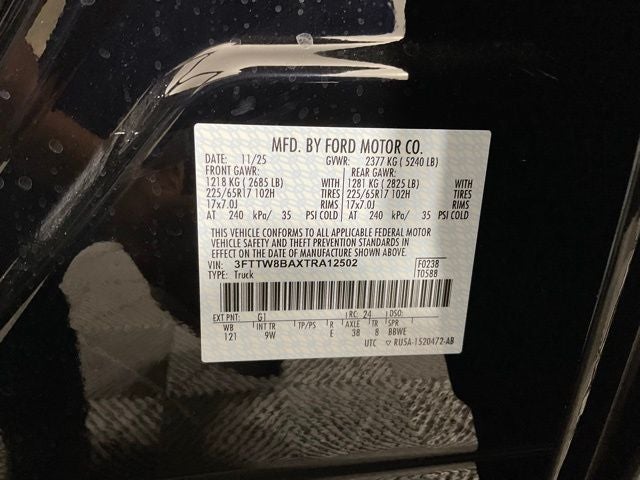 MFD. BY FORD MOTOR CO.
DATE: 11/25 GVWR: 2377 KG ( 5240 LB)
FRONT GAWR: REAR GAWR:
1218 KG ( 2685 LB) WITH 1281 KG ( 2825 LB) WITH
225/65R17 102H TIRES 225/65R17 102H TIRES
17x7.0J RIMS 17x7.0J RIMS
AT 240 kPa/ 35 PSI COLD AT 240 kPa/ 35 PSI COLD
THIS VEHICLE CONFORMS TO ALL APPLICABLE FEDERAL MOTOR
VEHICLE SAFETY AND THEFT PREVENTION STANDARDS IN
EFFECT ON THE DATE OF MANUFACTURE SHOWN ABOVE.
VIN: 3FTTW8BAXTRA12502 F0238
TYPE: Truck T0588
EXT PNT: G1 RC: 24 DSO:
WB INT TR TP/PS R AXLE TR SPR
121 9W E 38 8 BBWE
UTC RU5A-1520472-AB